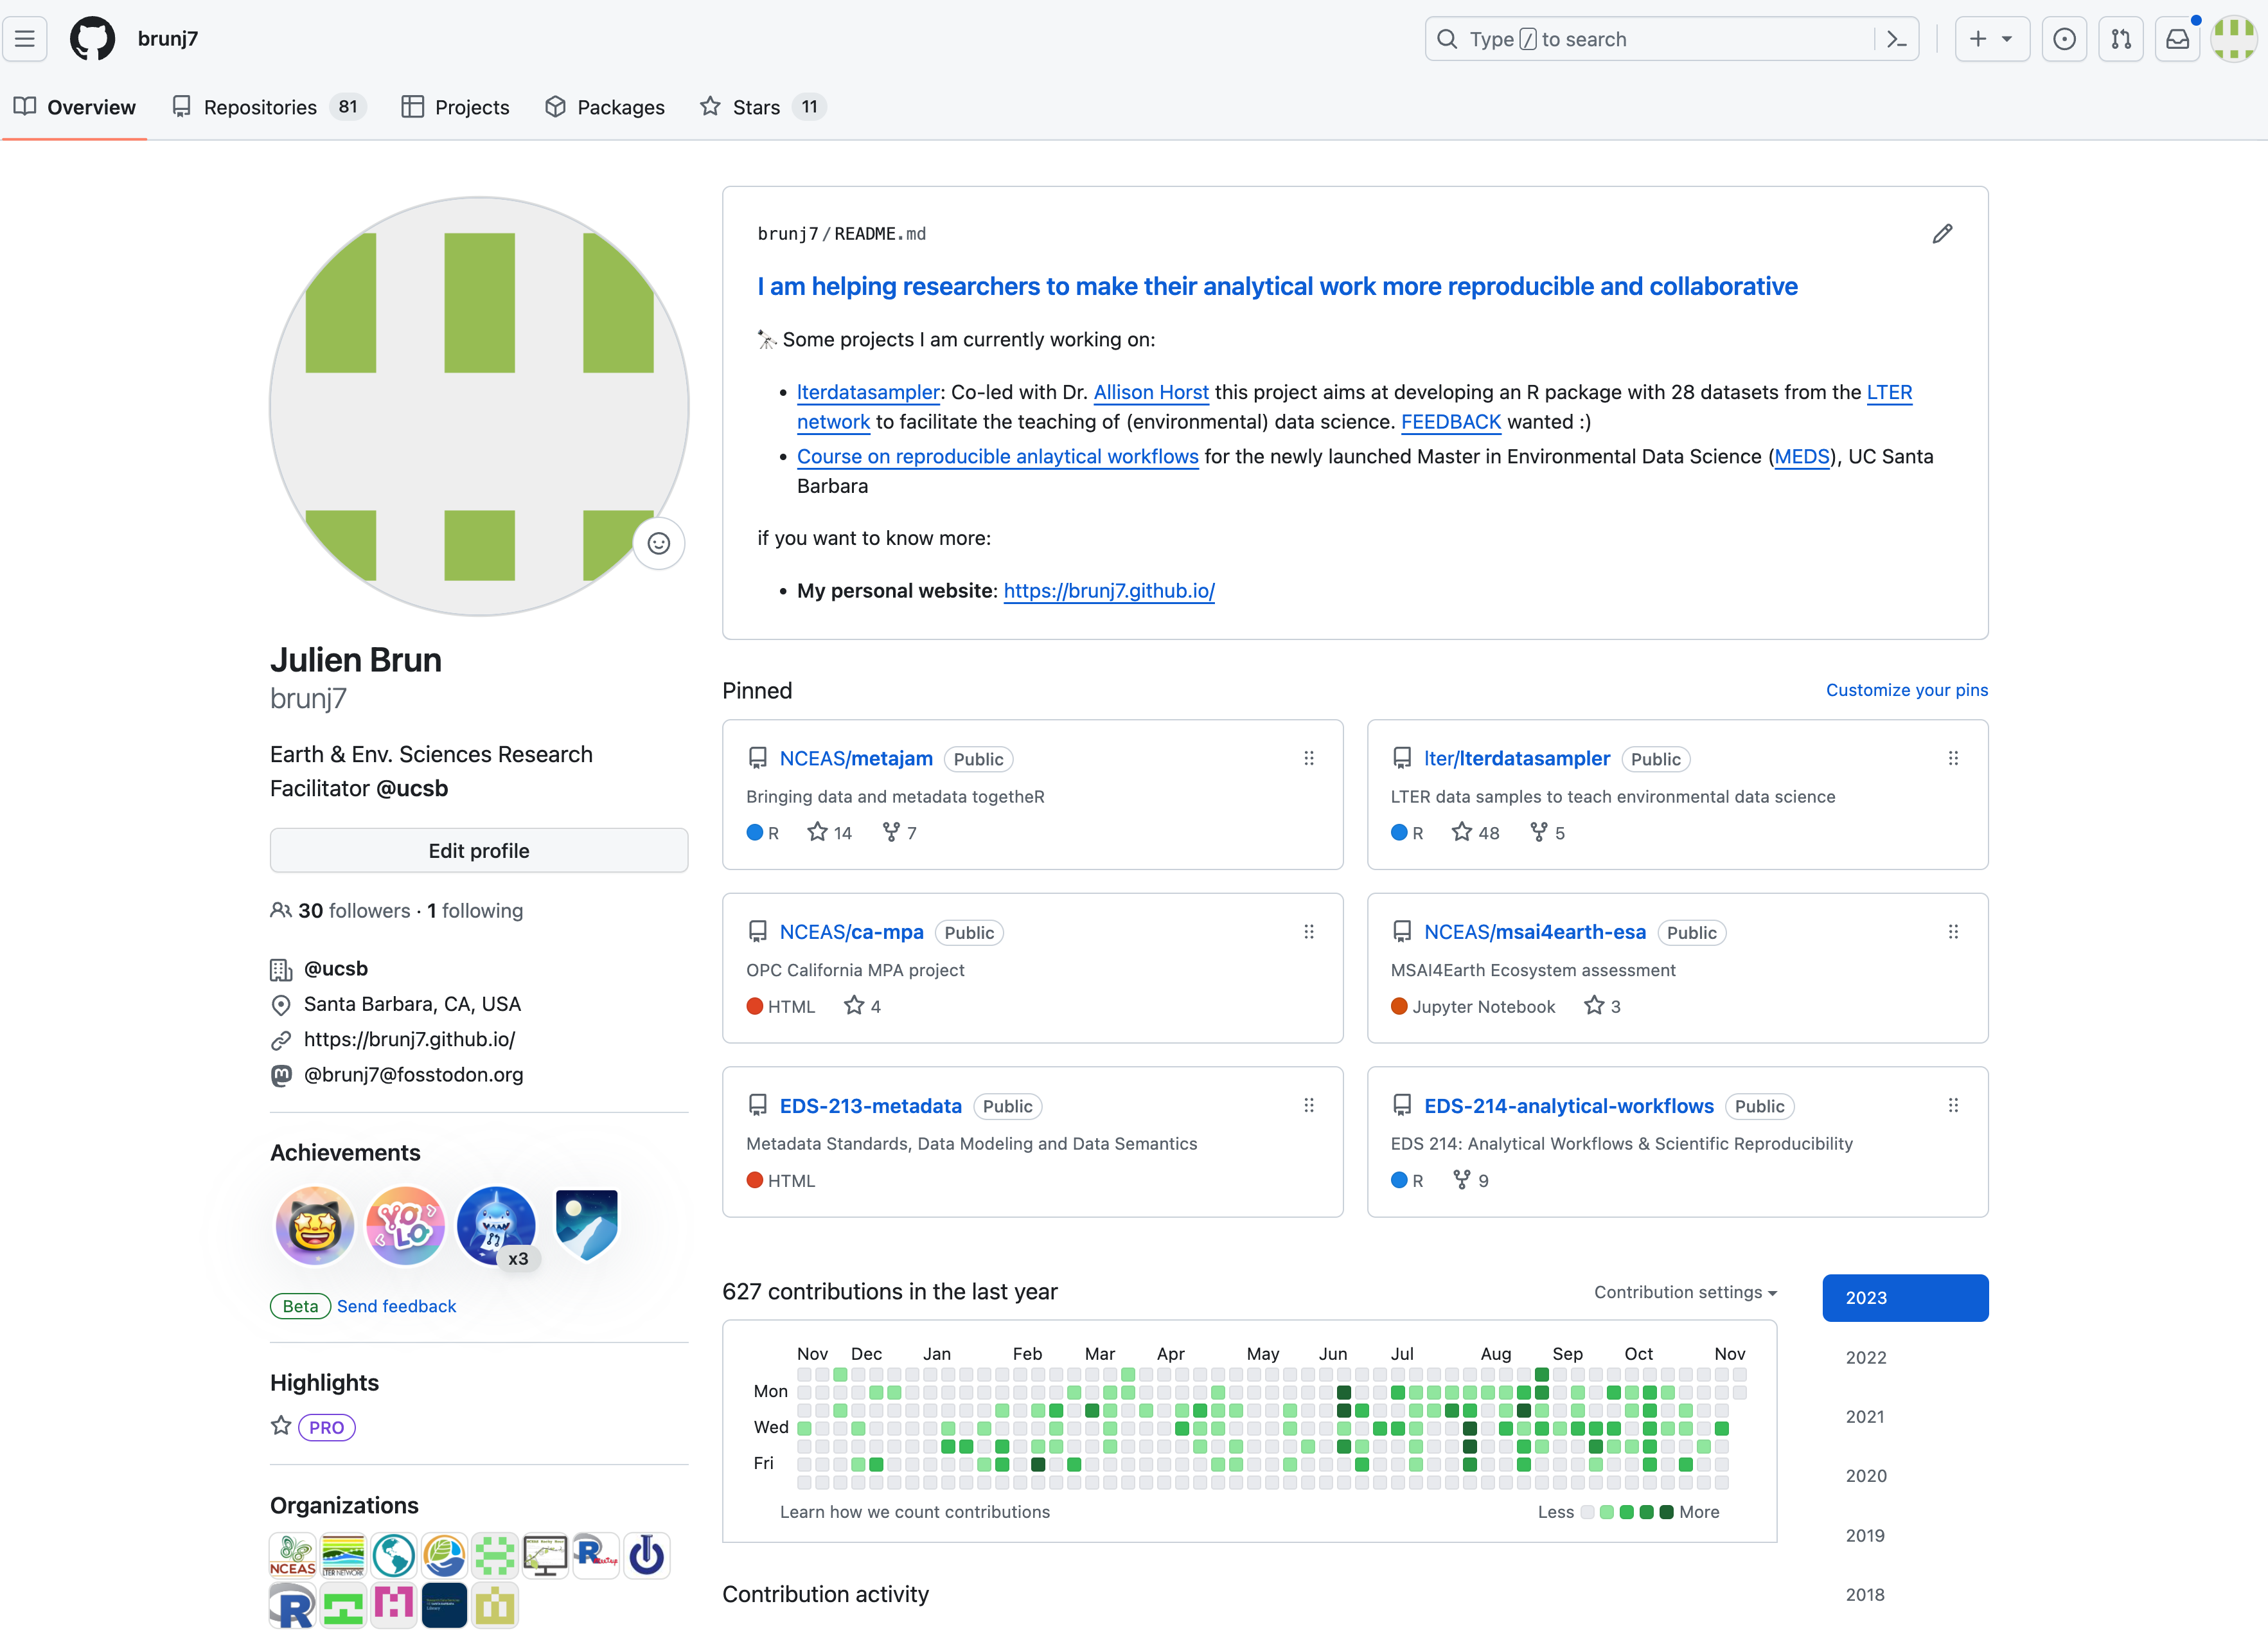 brunj7
Type / to search
Overview
Repositories 81
Projects
Packages
Stars 11
brunj7/README.md
I am helping researchers to make their analytical work more reproducible and collaborative
🔭 Some projects I am currently working on:
• lterdatasampler: Co-led with Dr. Allison Horst this project aims at developing an R package with 28 datasets from the LTER
network to facilitate the teaching of (environmental) data science. FEEDBACK wanted :)
• Course on reproducible anlaytical workflows for the newly launched Master in Environmental Data Science (MEDS), UC Santa
Barbara
if you want to know more:
• My personal website: https://brunj7.github.io/
Julien Brun
brunj7
Earth & Env. Sciences Research
Facilitator @ucsb
Edit profile
30 followers · 1 following
@ucsb
Santa Barbara, CA, USA
https://brunj7.github.io/
@brunj7@fosstodon.org
Achievements
YOLO
x3
Beta Send feedback
Highlights
PRO
Organizations
NCEAS
LTER NETWORK
R
R
Pinned
Customize your pins
NCEAS/metajam Public
Bringing data and metadata togetheR
R 14 7
lter/lterdatasampler Public
LTER data samples to teach environmental data science
R 48 5
NCEAS/ca-mpa Public
OPC California MPA project
HTML 4
NCEAS/msai4earth-esa Public
MSAI4Earth Ecosystem assessment
Jupyter Notebook 3
EDS-213-metadata Public
Metadata Standards, Data Modeling and Data Semantics
HTML
EDS-214-analytical-workflows Public
EDS 214: Analytical Workflows & Scientific Reproducibility
R 9
627 contributions in the last year
Contribution settings
Nov Dec Jan Feb Mar Apr May Jun Jul Aug Sep Oct Nov
Mon
Wed
Fri
Learn how we count contributions
Less More
2023
2022
2021
2020
2019
2018
Contribution activity